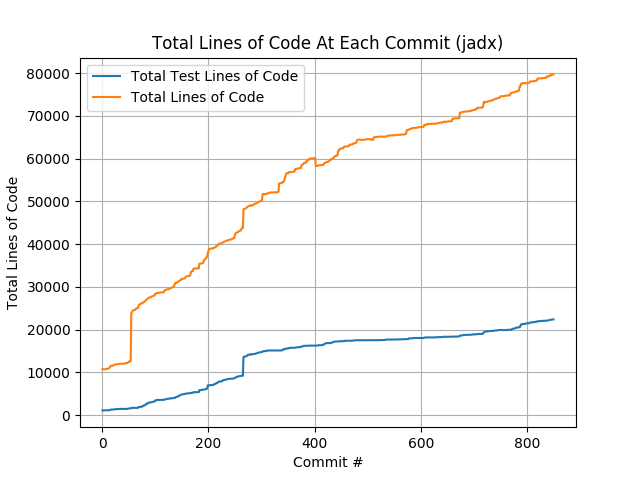 Total Lines of Code At Each Commit (jadx)
Total Test Lines of Code
Total Lines of Code
80000
70000
60000
50000
40000
30000
20000
10000
0
Total Lines of Code
0 200 400 600 800
Commit #